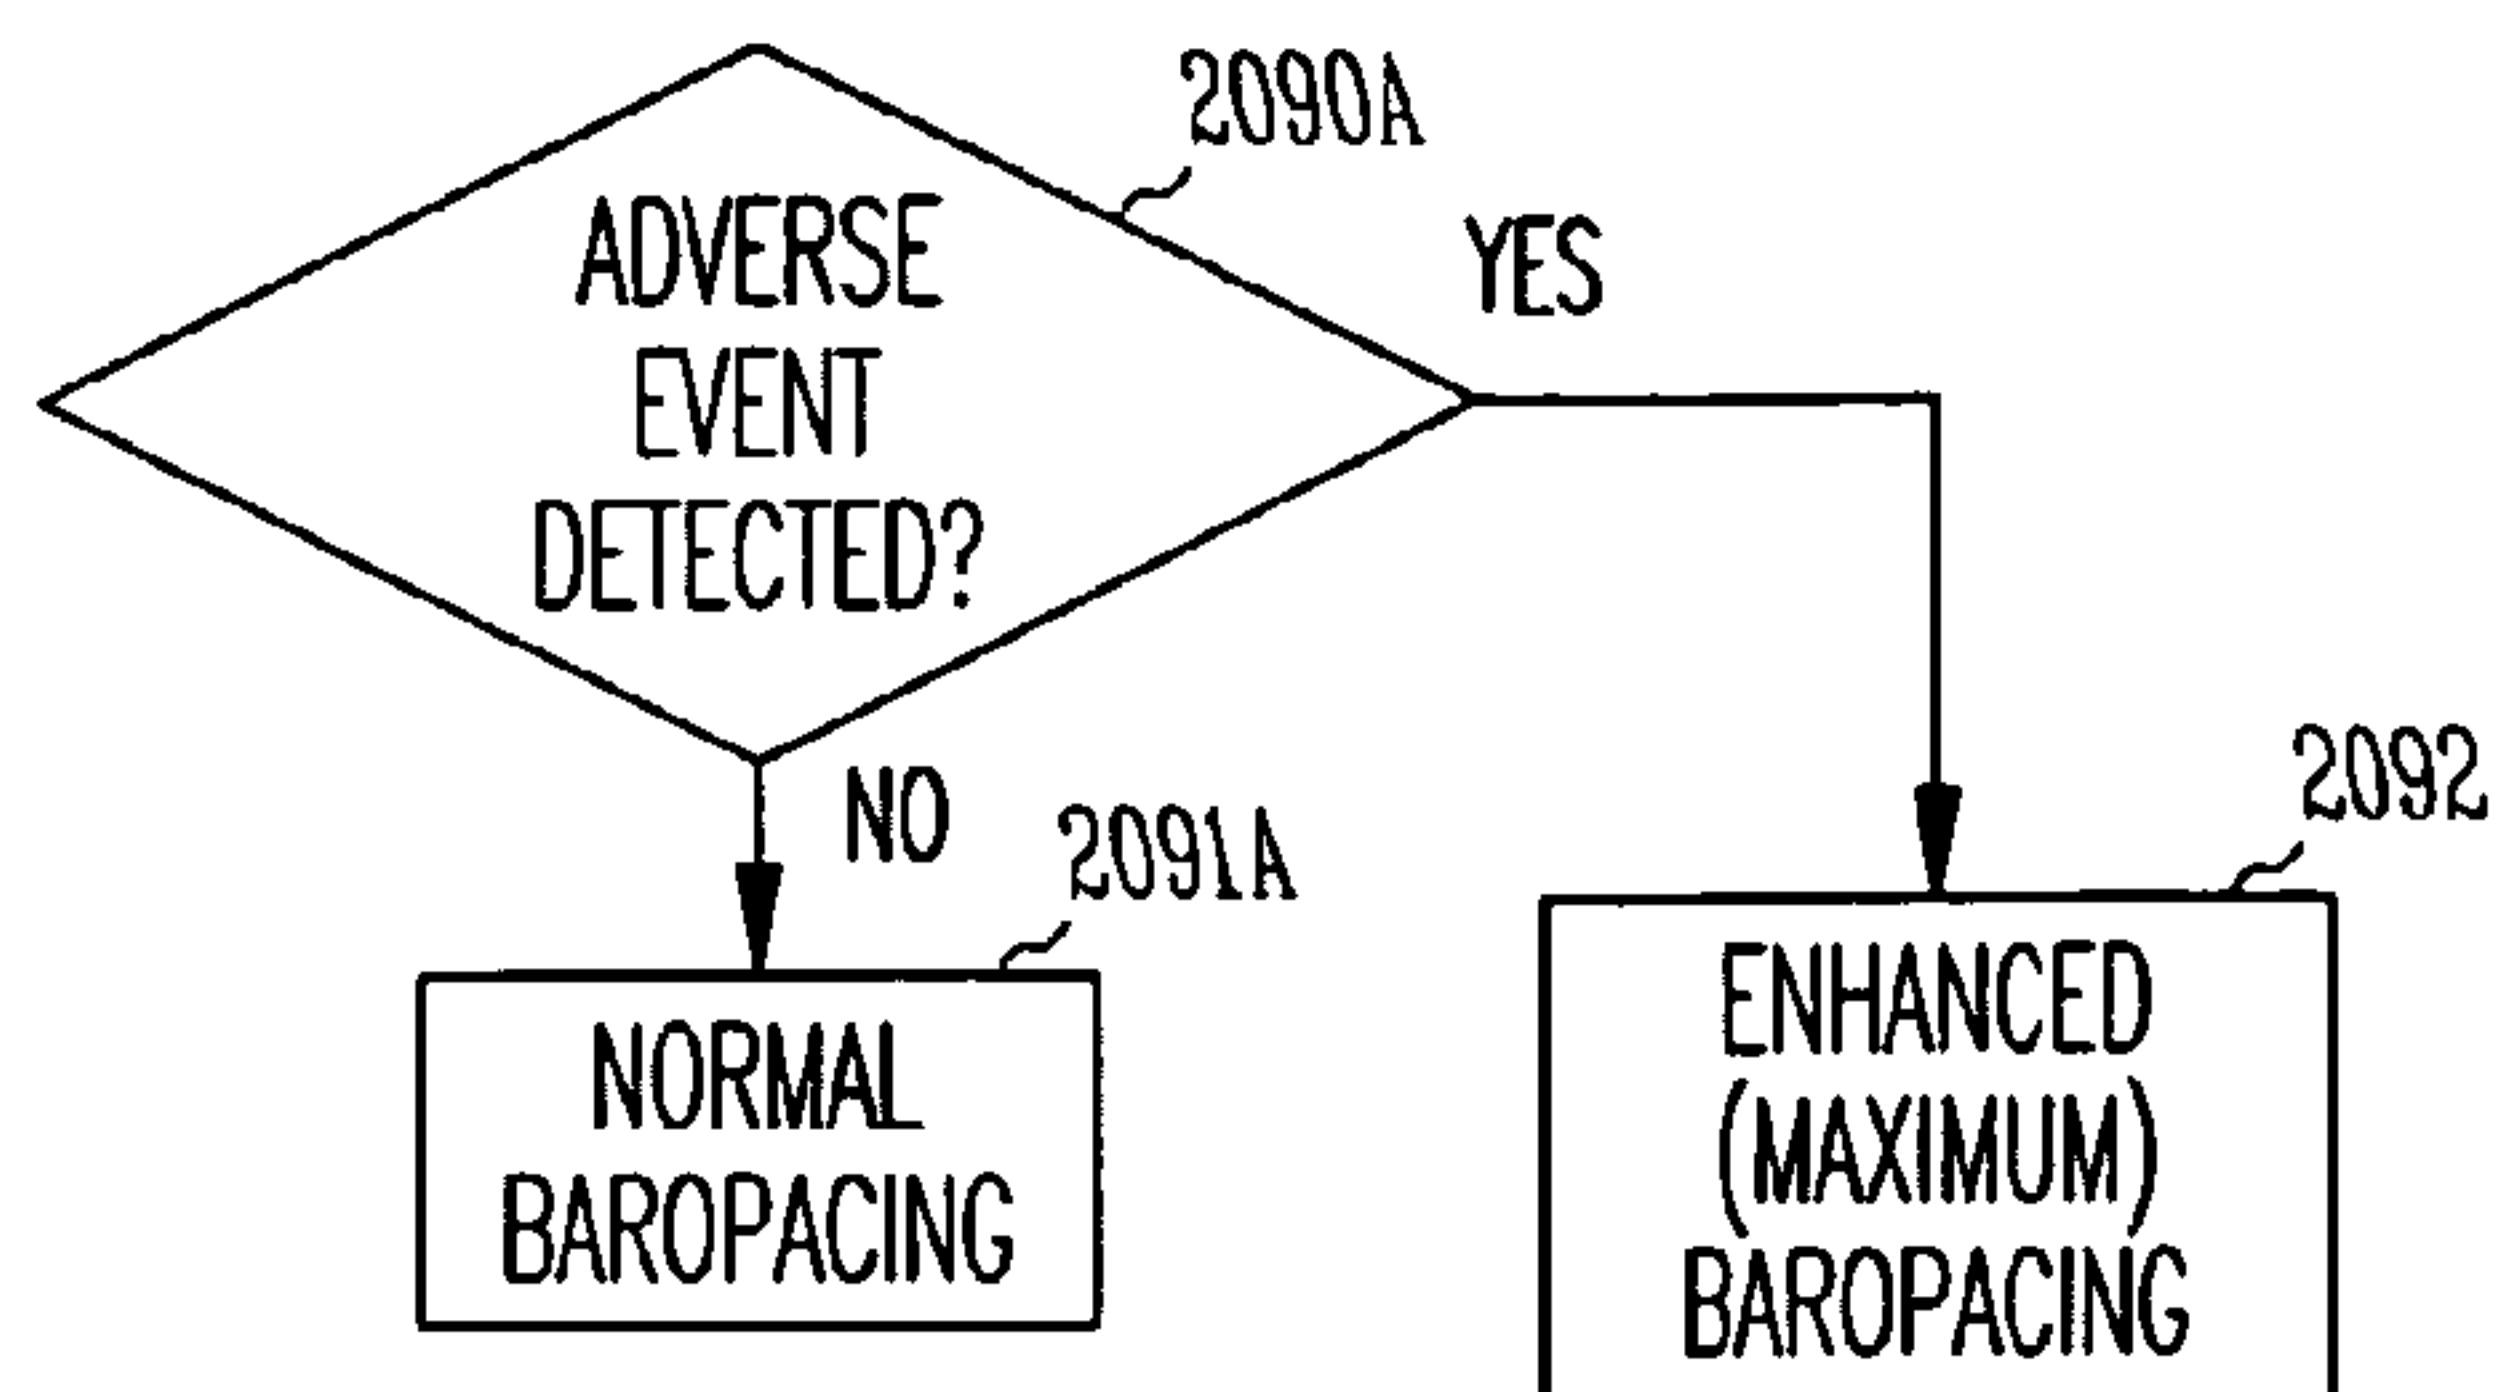 2090A
ADVERSE
EVENT
DETECTED?
YES
NO
2091A
NORMAL
BAROPACING
2092
ENHANCED
(MAXIMUM)
BAROPACING